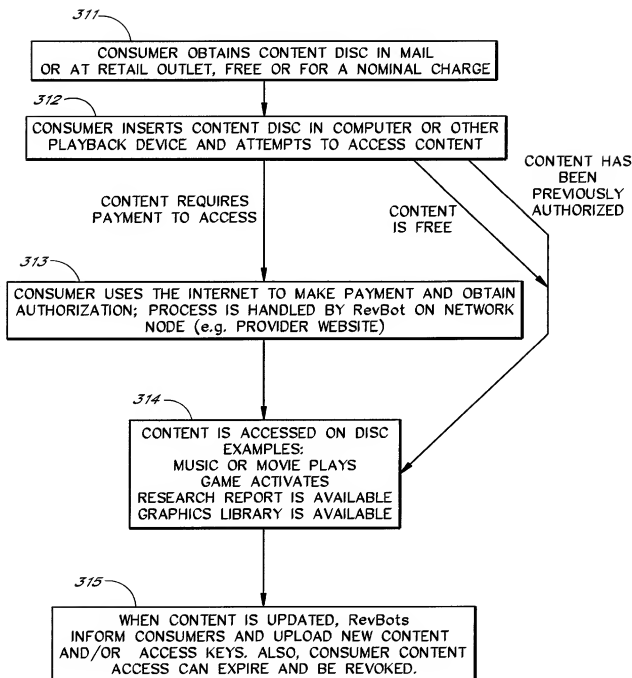 311
CONSUMER OBTAINS CONTENT DISC IN MAIL
OR AT RETAIL OUTLET, FREE OR FOR A NOMINAL CHARGE
312
CONSUMER INSERTS CONTENT DISC IN COMPUTER OR OTHER
PLAYBACK DEVICE AND ATTEMPTS TO ACCESS CONTENT
CONTENT REQUIRES
PAYMENT TO ACCESS
CONTENT
IS FREE
CONTENT HAS
BEEN
PREVIOUSLY
AUTHORIZED
313
CONSUMER USES THE INTERNET TO MAKE PAYMENT AND OBTAIN
AUTHORIZATION; PROCESS IS HANDLED BY RevBot ON NETWORK
NODE (e.g. PROVIDER WEBSITE)
314
CONTENT IS ACCESSED ON DISC
EXAMPLES:
MUSIC OR MOVIE PLAYS
GAME ACTIVATES
RESEARCH REPORT IS AVAILABLE
GRAPHICS LIBRARY IS AVAILABLE
315
WHEN CONTENT IS UPDATED, RevBots
INFORM CONSUMERS AND UPLOAD NEW CONTENT
AND/OR ACCESS KEYS. ALSO, CONSUMER CONTENT
ACCESS CAN EXPIRE AND BE REVOKED.